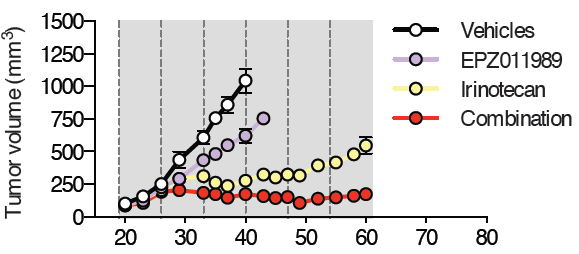 Tumor volume (mm³)
1500
1250
1000
750
500
250
0
20 30 40 50 60 70 80
Vehicles
EPZ011989
Irinotecan
Combination